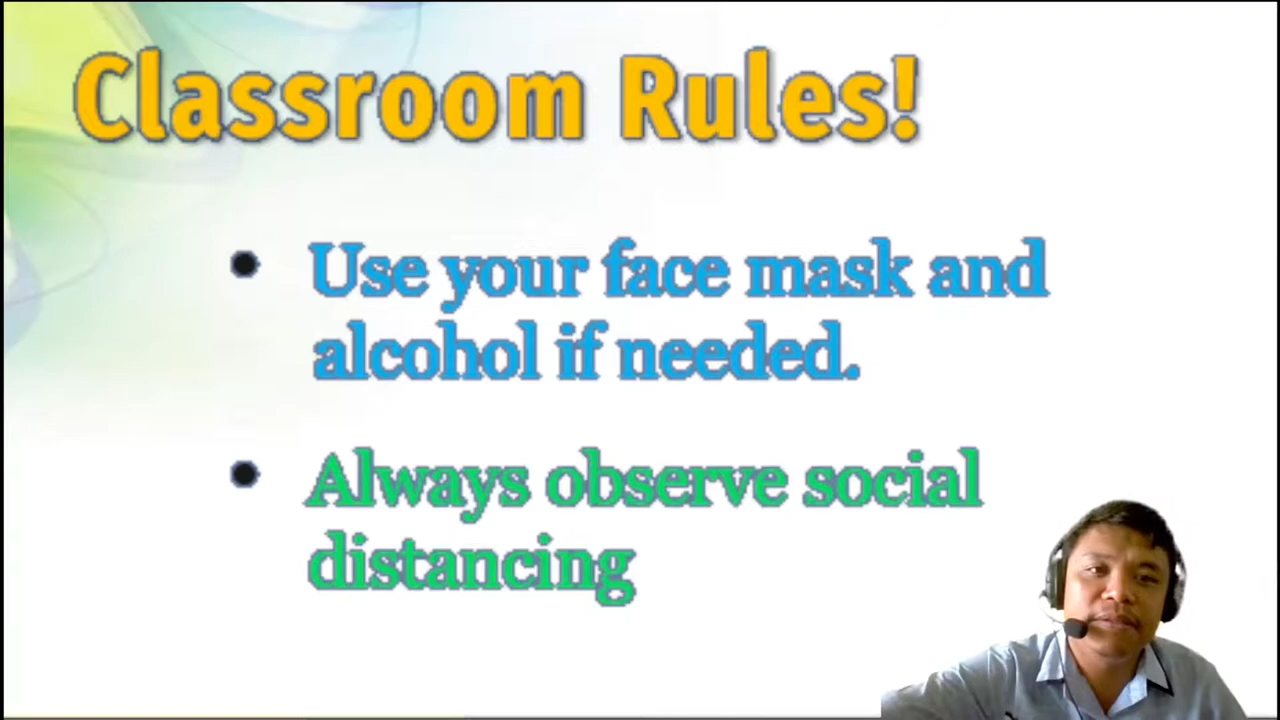 Classroom Rules!
• Use your face mask and
alcohol if needed.
• Always observe social
distancing